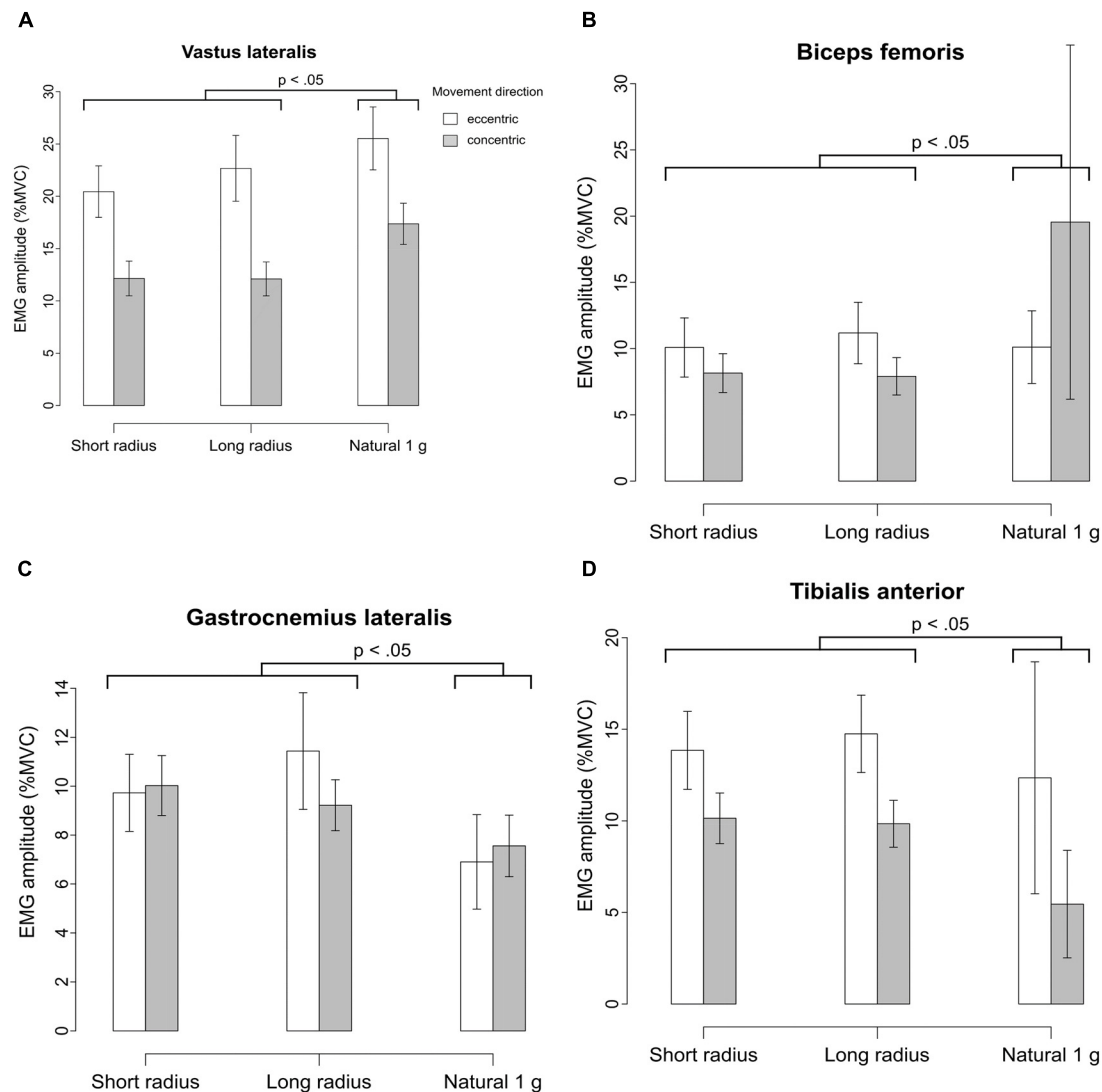 A
Vastus lateralis
p < .05
Movement direction
eccentric
concentric
EMG amplitude (%MVC)
30
25
20
15
10
5
0
Short radius
Long radius
Natural 1 g
B
Biceps femoris
p < .05
EMG amplitude (%MVC)
30
25
20
15
10
5
0
Short radius
Long radius
Natural 1 g
C
Gastrocnemius lateralis
p < .05
EMG amplitude (%MVC)
14
12
10
8
6
4
2
0
Short radius
Long radius
Natural 1 g
D
Tibialis anterior
p < .05
EMG amplitude (%MVC)
20
15
10
5
0
Short radius
Long radius
Natural 1 g